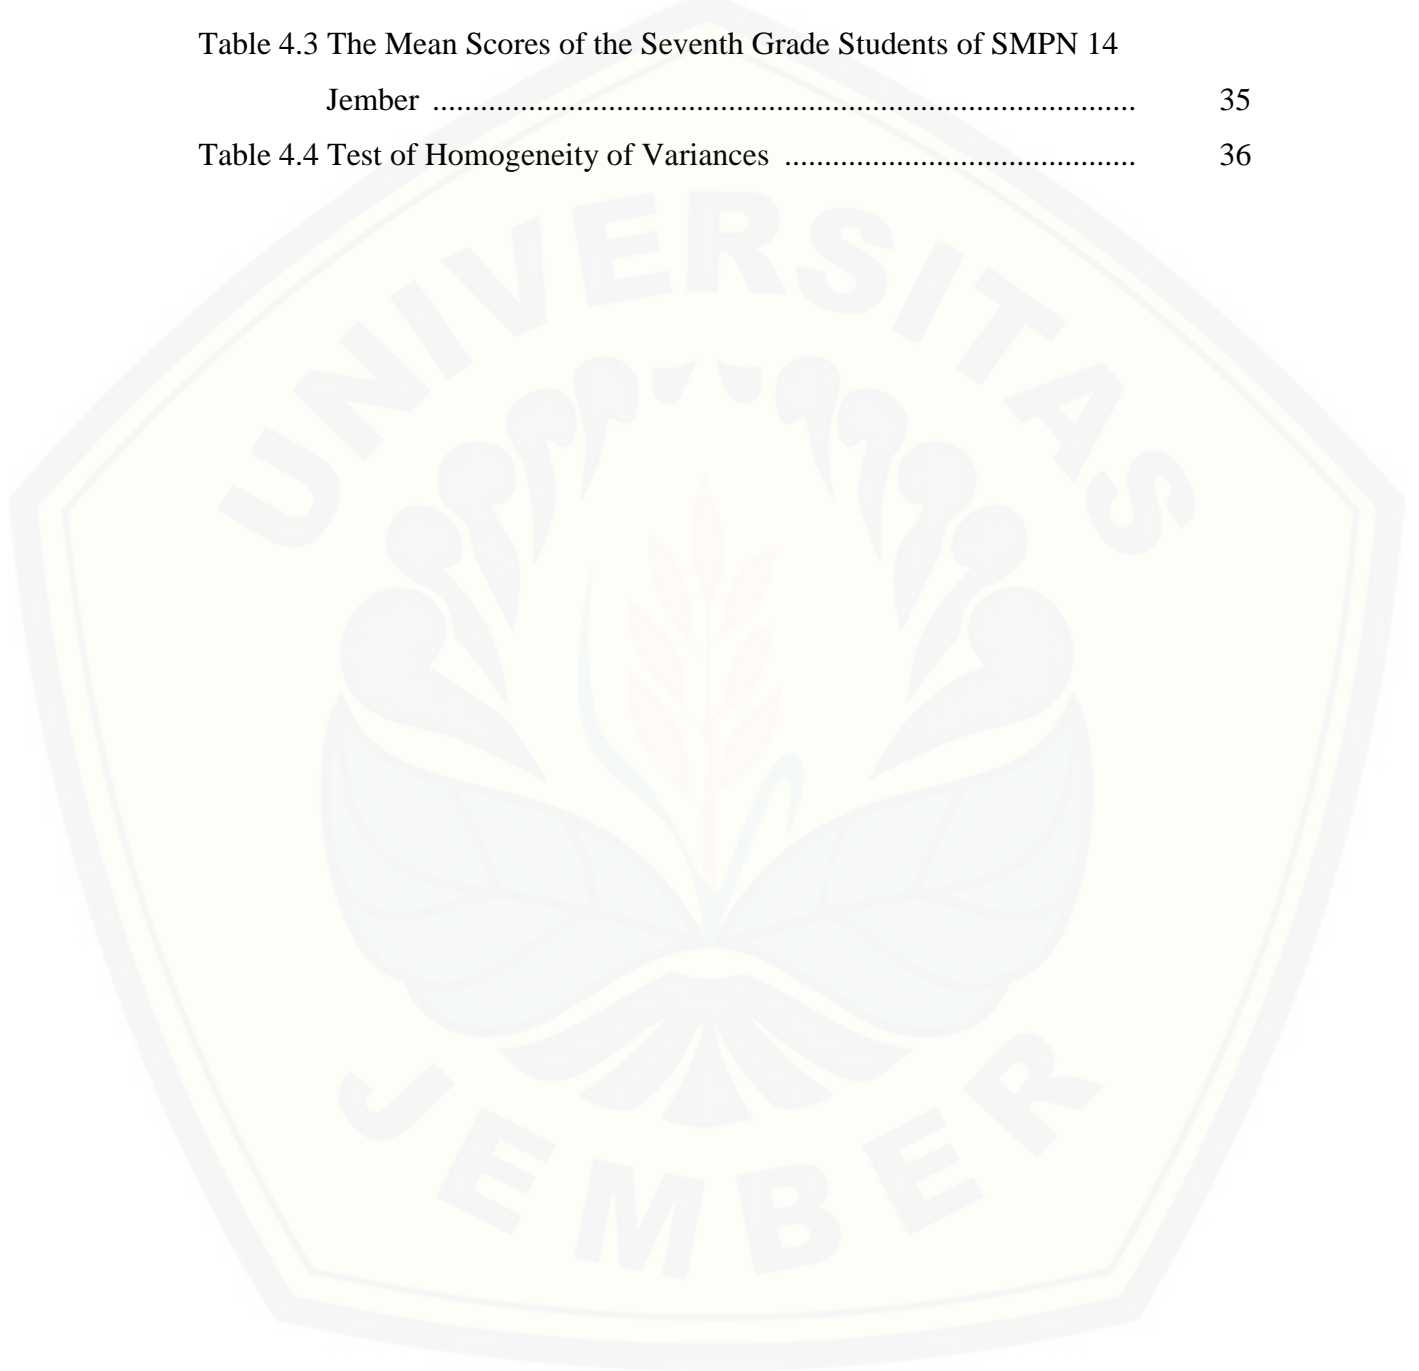 Table 4.3 The Mean Scores of the Seventh Grade Students of SMPN 14
Jember ........................................................................................ 35
Table 4.4 Test of Homogeneity of Variances ............................................ 36
UNIVERSITAS
JEMBER